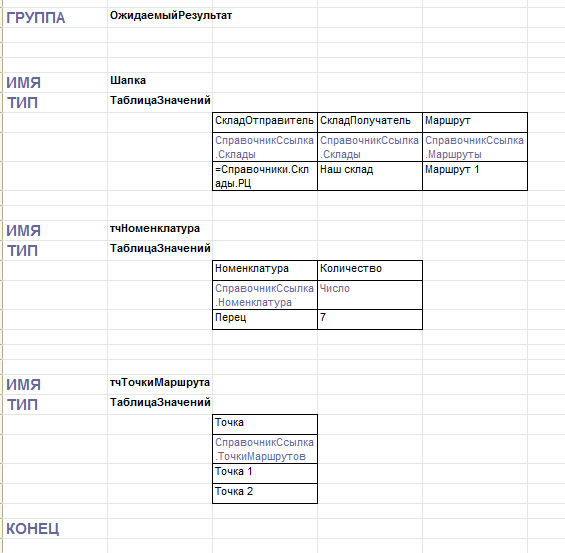 ГРУППА ОжидаемыйРезультат
ИМЯ Шапка
ТИП ТаблицаЗначений
СкладОтправитель СкладПолучатель Маршрут
СправочникСсылка СправочникСсылка СправочникСсылка
.Склады .Склады .Маршруты
=Справочники.Скл Наш склад Маршрут 1
ады.РЦ
ИМЯ тчНоменклатура
ТИП ТаблицаЗначений
Номенклатура Количество
СправочникСсылка Число
.Номенклатура
Перец 7
ИМЯ тчТочкиМаршрута
ТИП ТаблицаЗначений
Точка
СправочникСсылка
.ТочкиМаршрутов
Точка 1
Точка 2
КОНЕЦ